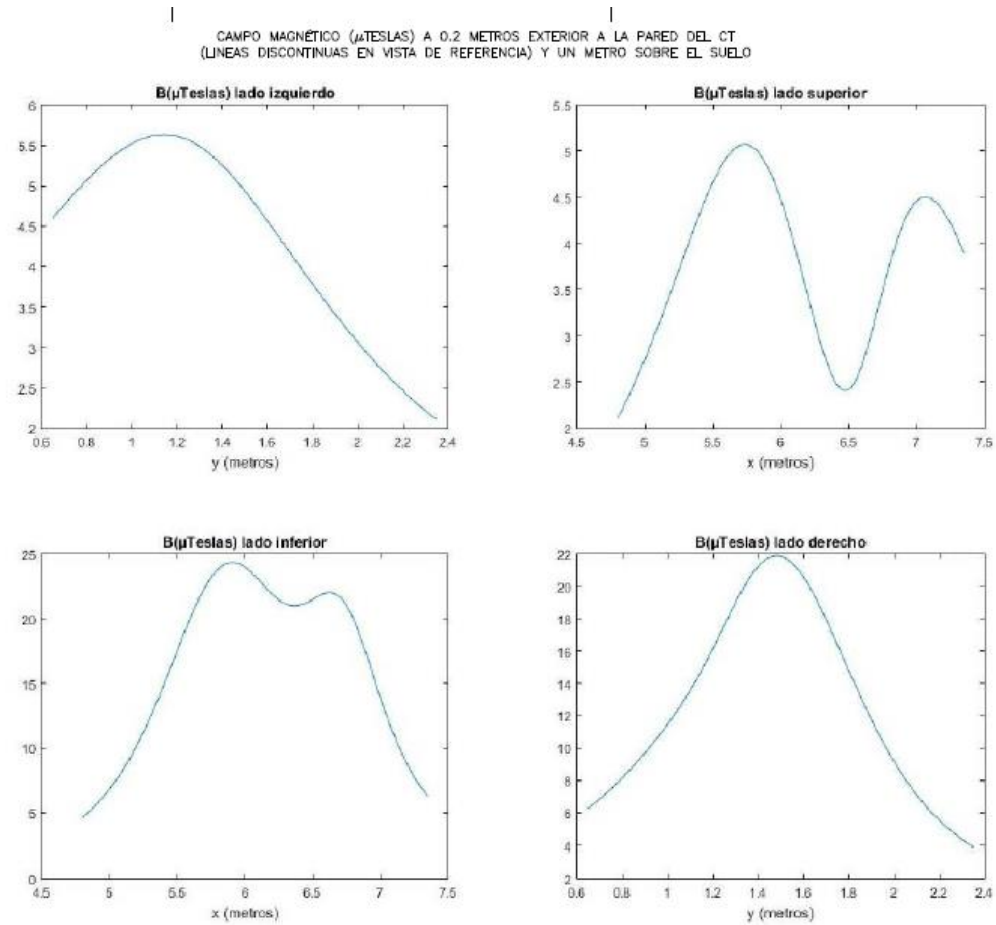 CAMPO MAGNÉTICO (μTESLAS) A 0.2 METROS EXTERIOR A LA PARED DEL CT
(LINEAS DISCONTINUAS EN VISTA DE REFERENCIA) Y UN METRO SOBRE EL SUELO
B(μTeslas) lado izquierdo
6
5.5
5
4.5
4
3.5
3
2.5
2
0.6 0.8 1 1.2 1.4 1.6 1.8 2 2.2 2.4
y (metros)
B(μTeslas) lado superior
5.5
5
4.5
4
3.5
3
2.5
2
4.5 5 5.5 6 6.5 7 7.5
x (metros)
B(μTeslas) lado inferior
25
20
15
10
5
0
4.5 5 5.5 6 6.5 7 7.5
x (metros)
B(μTeslas) lado derecho
22
20
18
16
14
12
10
8
6
4
2
0.6 0.8 1 1.2 1.4 1.6 1.8 2 2.2 2.4
y (metros)